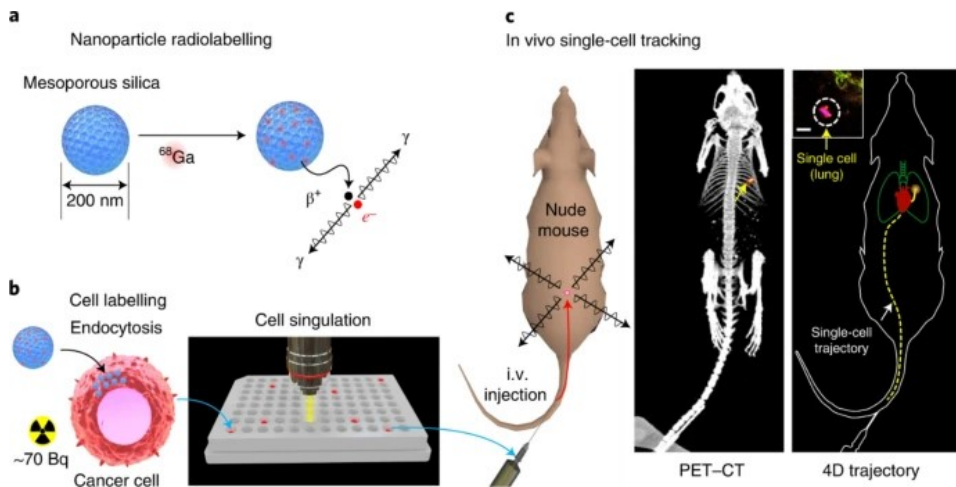 a
Nanoparticle radiolabelling
Mesoporous silica
⁶⁸Ga
200 nm
β⁺
e⁻
γ
γ
b
Cell labelling
Endocytosis
Cell singulation
~70 Bq
Cancer cell
c
In vivo single-cell tracking
Nude
mouse
i.v.
injection
PET–CT
Single cell
(lung)
Single-cell
trajectory
4D trajectory